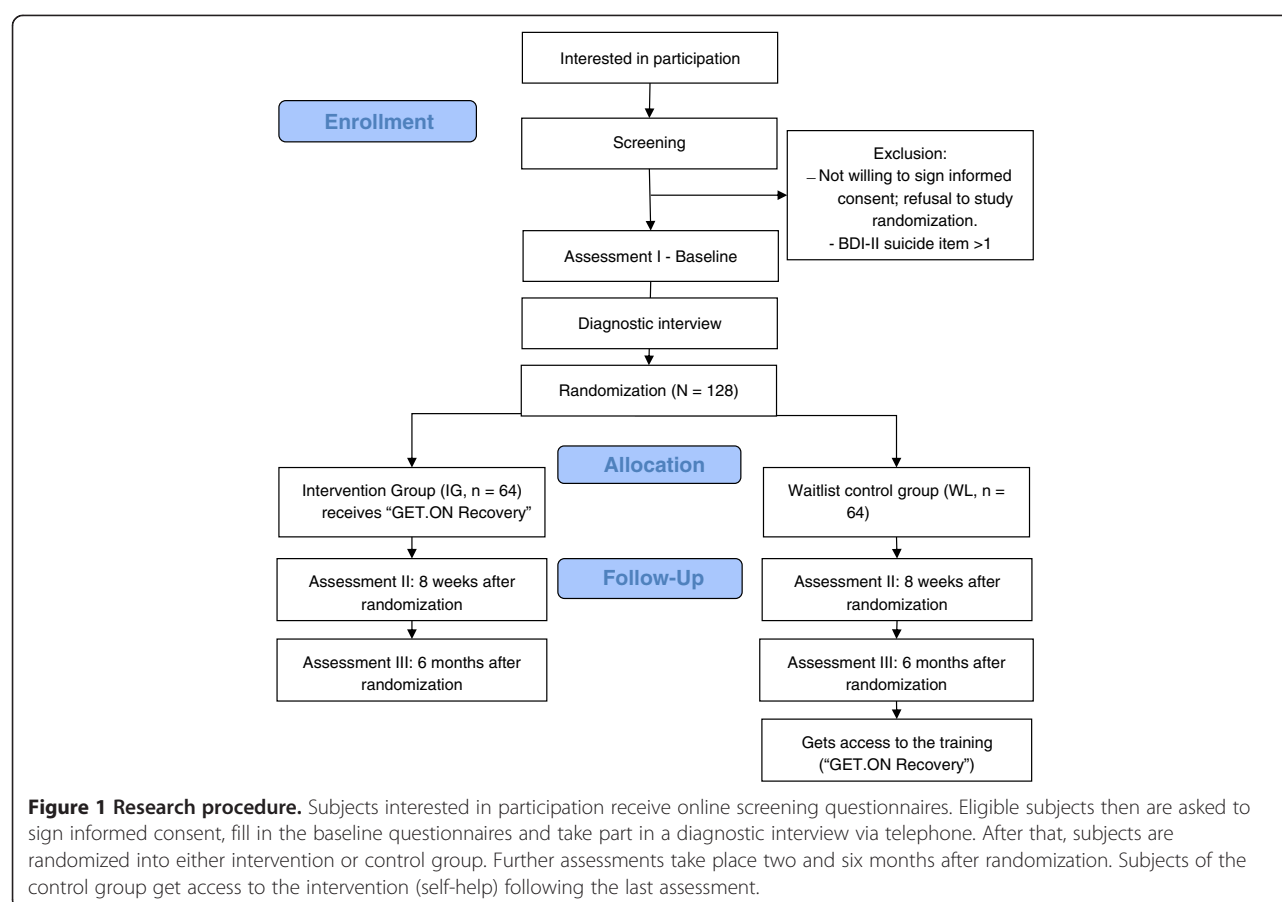 Interested in participation
Enrollment
Screening
Exclusion:
– Not willing to sign informed
consent; refusal to study
randomization.
- BDI-II suicide item >1
Assessment I - Baseline
Diagnostic interview
Randomization (N = 128)
Allocation
Intervention Group (IG, n = 64)
receives “GET.ON Recovery”
Waitlist control group (WL, n =
64)
Follow-Up
Assessment II: 8 weeks after
randomization
Assessment II: 8 weeks after
randomization
Assessment III: 6 months after
randomization
Assessment III: 6 months after
randomization
Gets access to the training
(“GET.ON Recovery”)
Figure 1 Research procedure. Subjects interested in participation receive online screening questionnaires. Eligible subjects then are asked to
sign informed consent, fill in the baseline questionnaires and take part in a diagnostic interview via telephone. After that, subjects are
randomized into either intervention or control group. Further assessments take place two and six months after randomization. Subjects of the
control group get access to the intervention (self-help) following the last assessment.